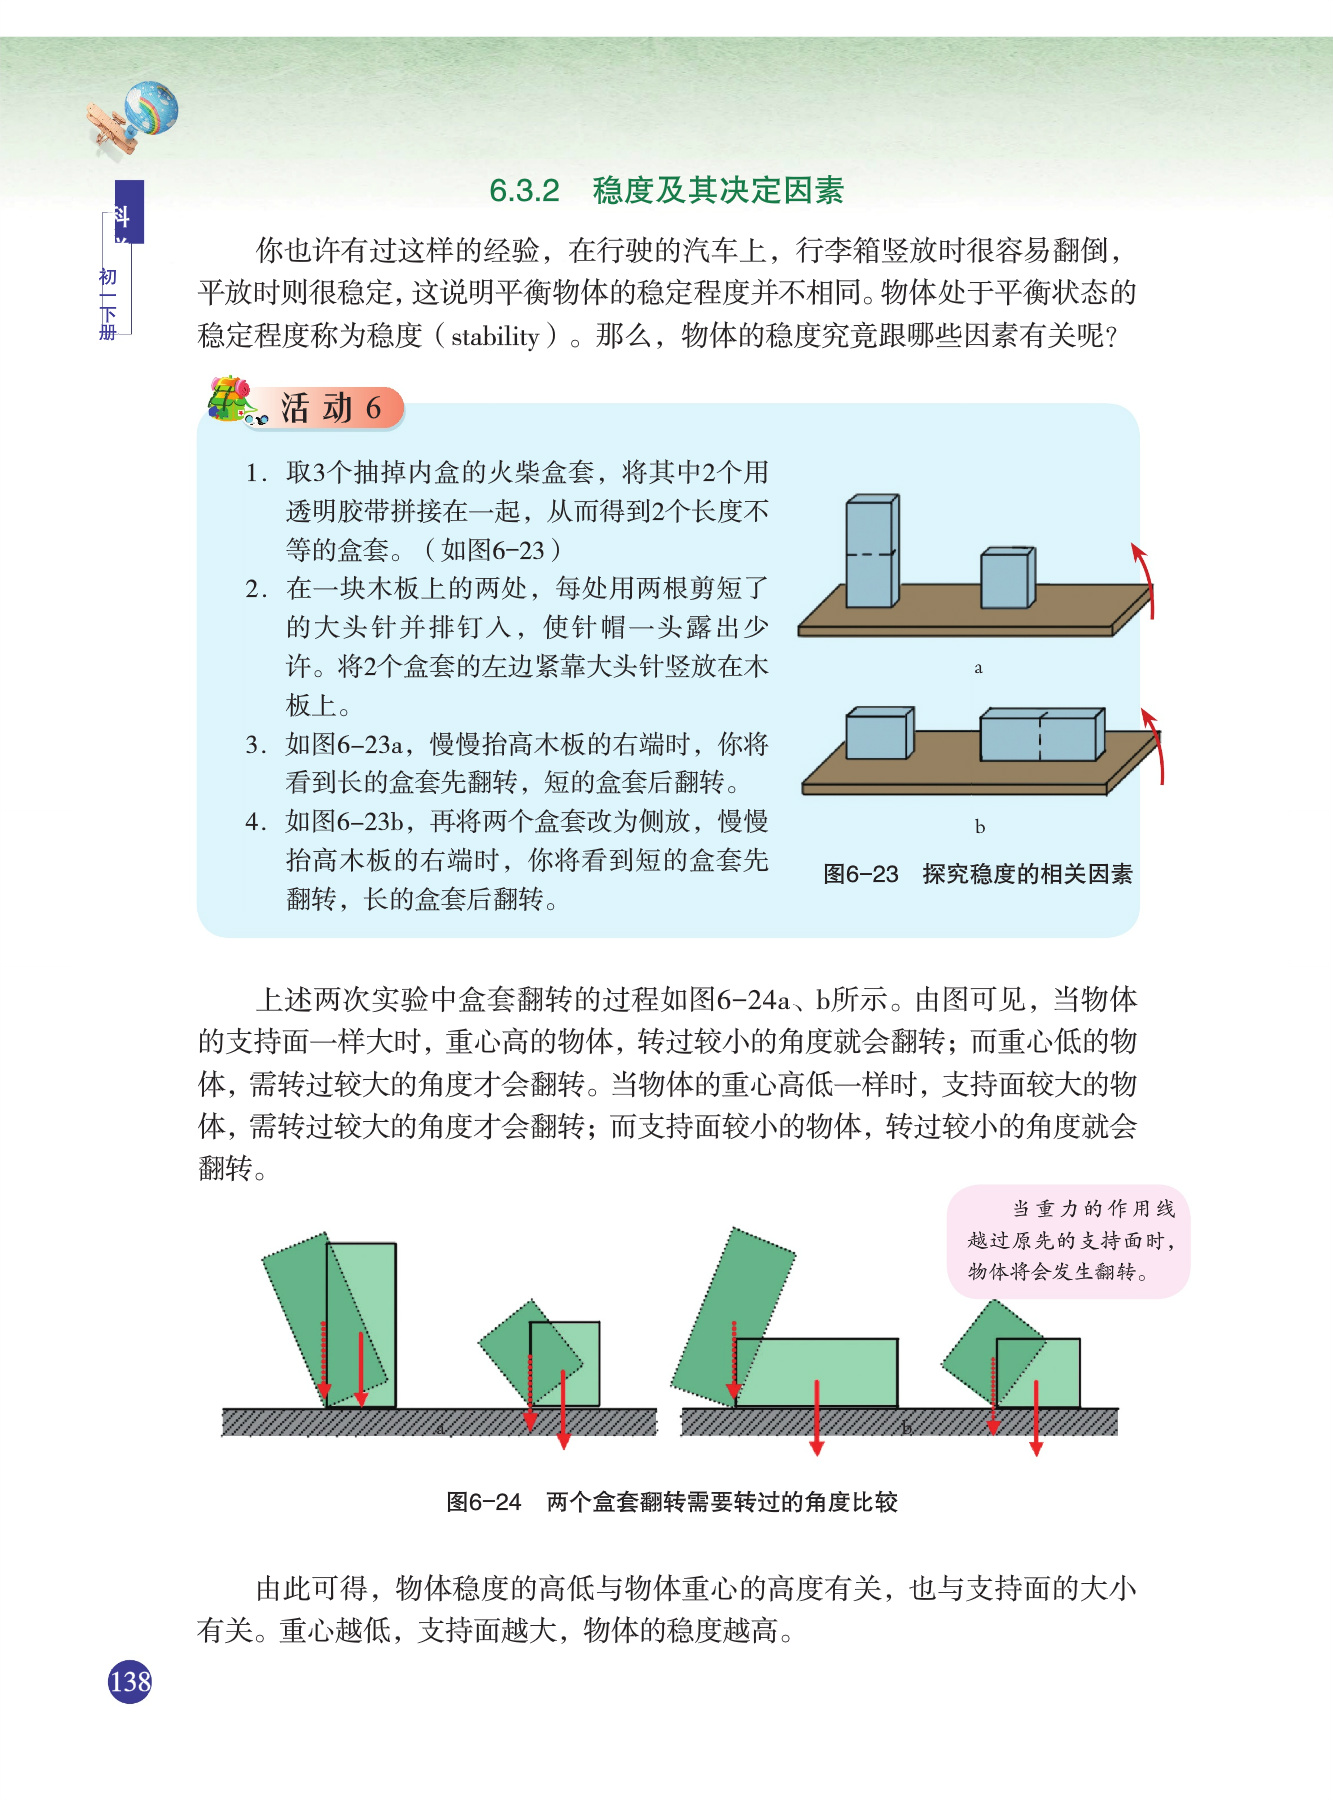 科
初一下册
6.3.2 稳度及其决定因素
你也许有过这样的经验，在行驶的汽车上，行李箱竖放时很容易翻倒，
平放时则很稳定，这说明平衡物体的稳定程度并不相同。物体处于平衡状态的
稳定程度称为稳度（stability）。那么，物体的稳度究竟跟哪些因素有关呢？
活动6
1. 取3个抽掉内盒的火柴盒套，将其中2个用
透明胶带拼接在一起，从而得到2个长度不
等的盒套。（如图6-23）
2. 在一块木板上的两处，每处用两根剪短了
的大头针并排钉入，使针帽一头露出少
许。将2个盒套的左边紧靠大头针竖放在木
板上。
3. 如图6-23a，慢慢抬高木板的右端时，你将
看到长的盒套先翻转，短的盒套后翻转。
4. 如图6-23b，再将两个盒套改为侧放，慢慢
抬高木板的右端时，你将看到短的盒套先
翻转，长的盒套后翻转。
a
b
图6-23 探究稳度的相关因素
上述两次实验中盒套翻转的过程如图6-24a、b所示。由图可见，当物体
的支持面一样大时，重心高的物体，转过较小的角度就会翻转；而重心低的物
体，需转过较大的角度才会翻转。当物体的重心高低一样时，支持面较大的物
体，需转过较大的角度才会翻转；而支持面较小的物体，转过较小的角度就会
翻转。
当重力的作用线
越过原先的支持面时，
物体将会发生翻转。
a
b
图6-24 两个盒套翻转需要转过的角度比较
由此可得，物体稳度的高低与物体重心的高度有关，也与支持面的大小
有关。重心越低，支持面越大，物体的稳度越高。
138